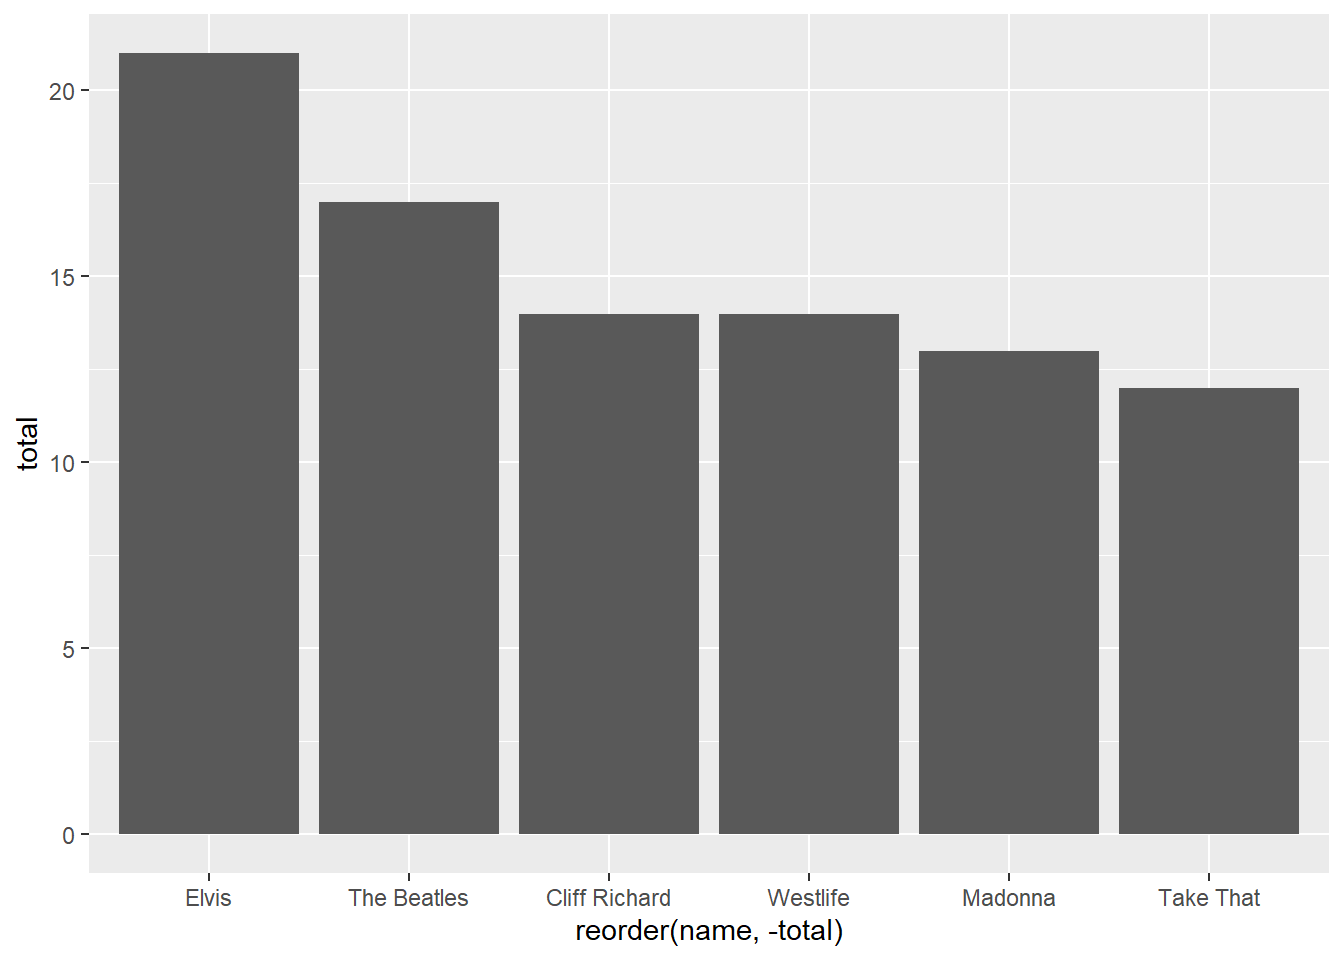 20
15
10
5
0
total
Elvis The Beatles Cliff Richard Westlife Madonna Take That
reorder(name, -total)